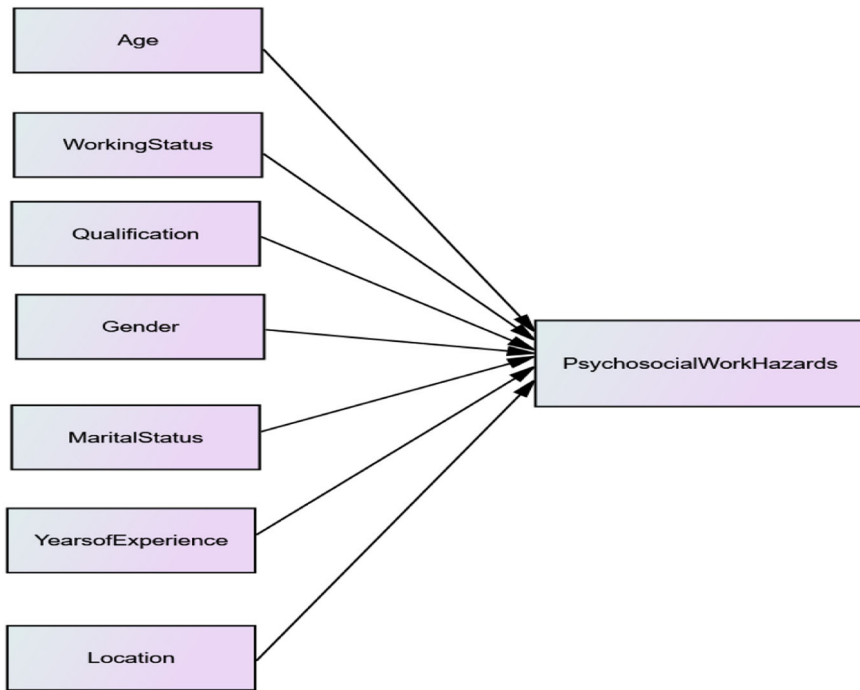 Age
WorkingStatus
Qualification
Gender
PsychosocialWorkHazards
MaritalStatus
YearsofExperience
Location